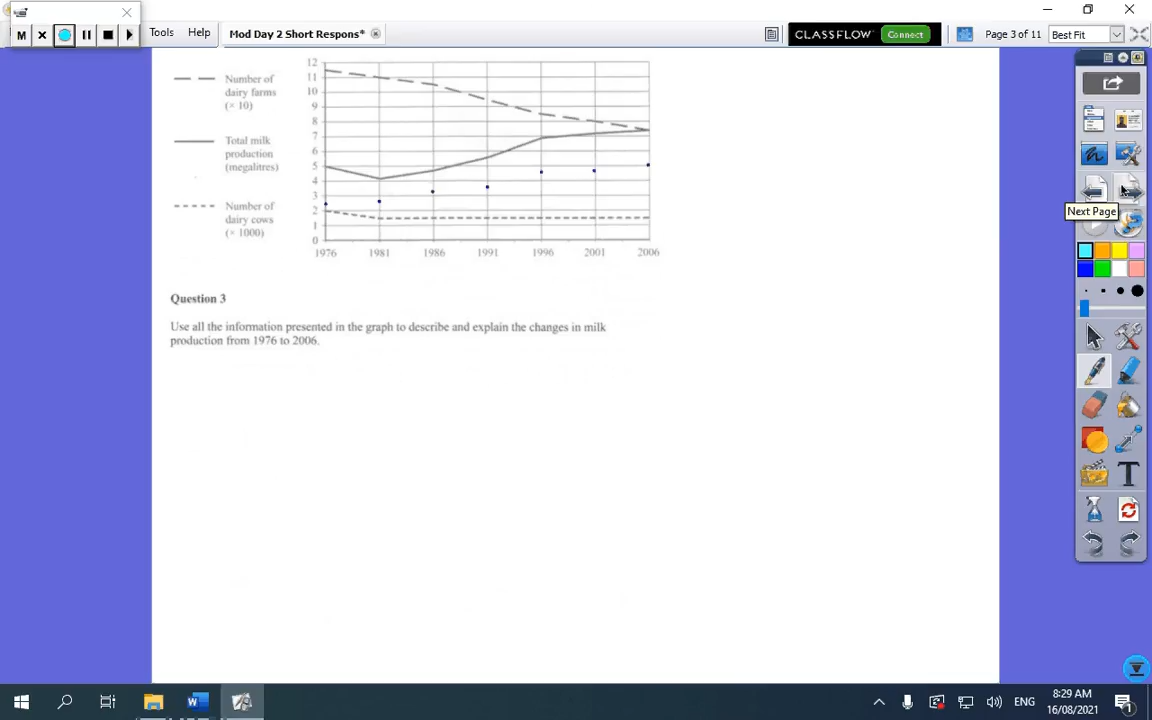 M
Tools
Help
Mod Day 2 Short Respons*
CLASSFLOW
Connect
Page 3 of 11
Best Fit
Number of
dairy farms
(× 10)
Total milk
production
(megalitres)
Number of
dairy cows
(× 1000)
12
11
10
9
8
7
6
5
4
3
2
1
0
1976 1981 1986 1991 1996 2001 2006
Question 3
Use all the information presented in the graph to describe and explain the changes in milk
production from 1976 to 2006.
Next Page
T
W
ENG
8:29 AM
16/08/2021
1